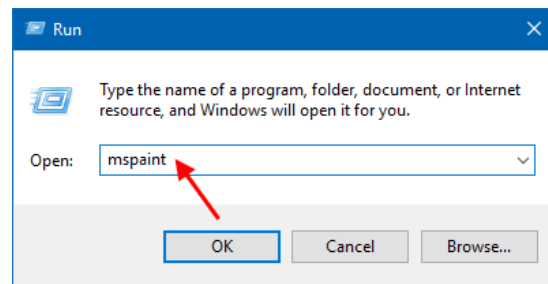 Run
Type the name of a program, folder, document, or Internet
resource, and Windows will open it for you.
Open: mspaint
OK Cancel Browse...